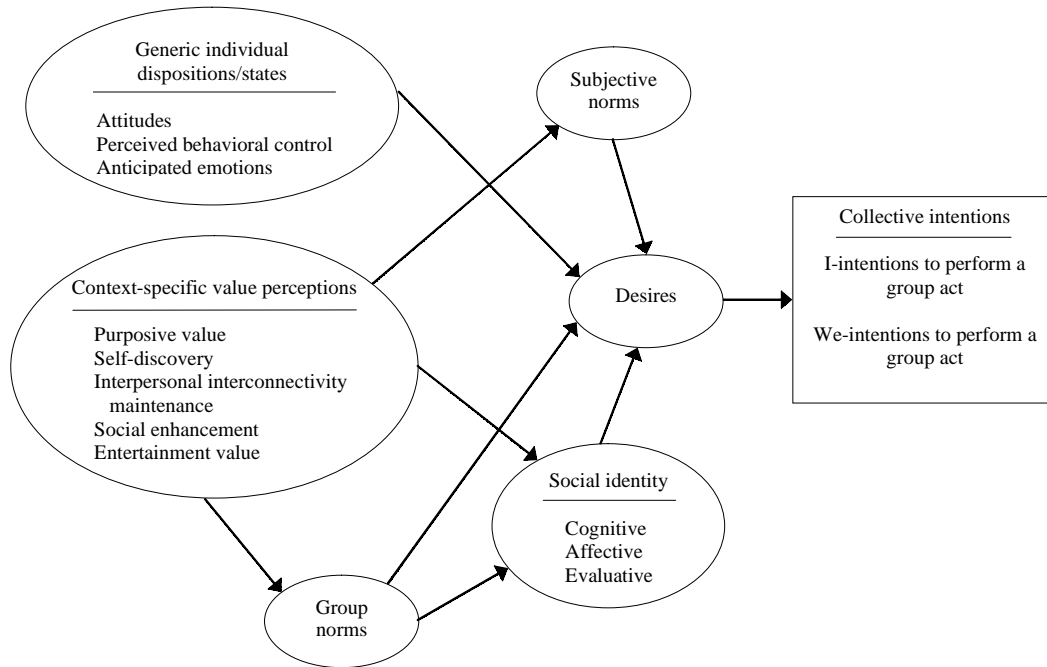 Generic individual
dispositions/states
Attitudes
Perceived behavioral control
Anticipated emotions
Subjective
norms
Context-specific value perceptions
Purposive value
Self-discovery
Interpersonal interconnectivity
maintenance
Social enhancement
Entertainment value
Desires
Collective intentions
I-intentions to perform a
group act
We-intentions to perform a
group act
Social identity
Cognitive
Affective
Evaluative
Group
norms